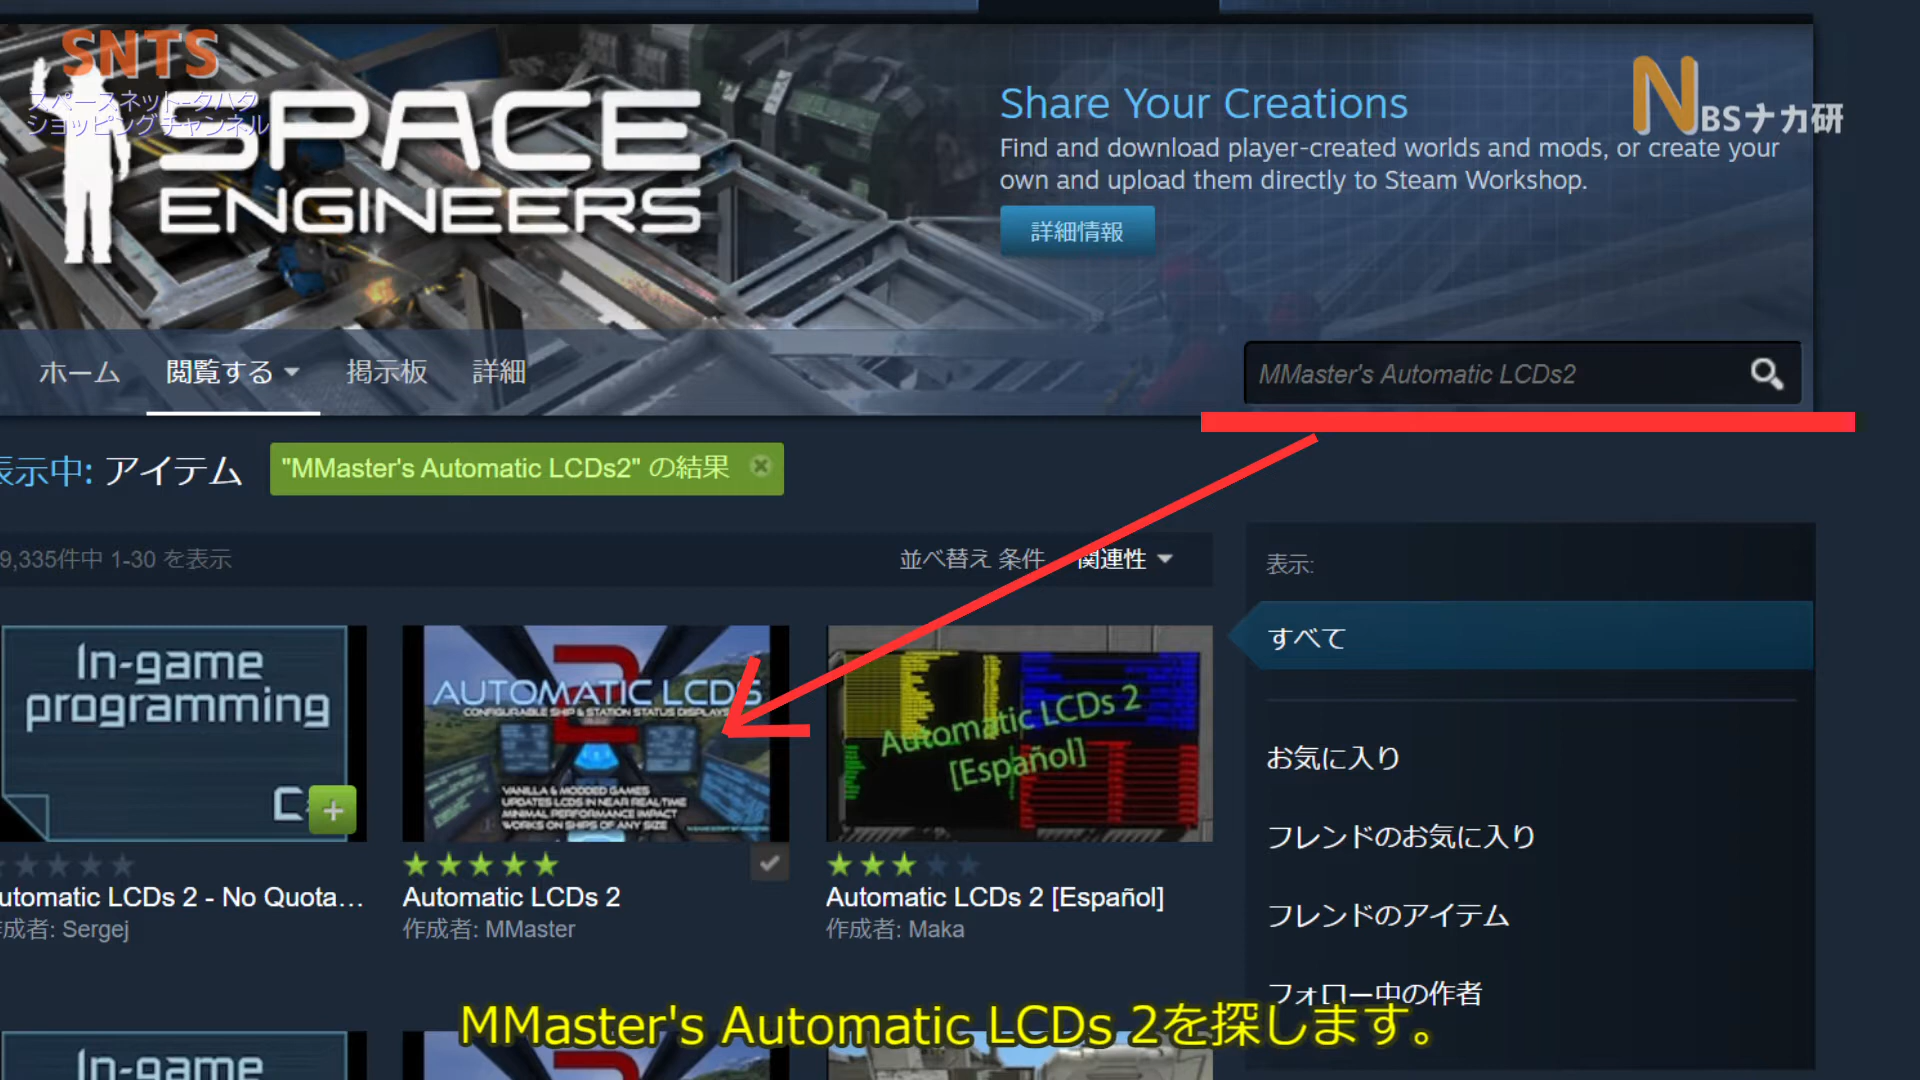 SNTS
スペースネット-タハタ
ショッピングチャンネル
SPACE
ENGINEERS
Share Your Creations
Find and download player-created worlds and mods, or create your
own and upload them directly to Steam Workshop.
詳細情報
NBSナカ研
ホーム 閲覧する 掲示板 詳細
MMaster's Automatic LCDs2
表示中: アイテム "MMaster's Automatic LCDs2" の結果
9,335件中 1-30 を表示
並べ替え 条件 関連性
表示:
すべて
お気に入り
フレンドのお気に入り
フレンドのアイテム
フォロー中の作者
In-game
programming
AUTOMATIC LCDS
2
CONFIGURABLE SHIP & STATION STATUS DISPLAYS
VANILLA & MODDED GAMES
UPDATES LCDS IN NEAR REAL-TIME
MINIMAL PERFORMANCE IMPACT
WORKS ON SHIPS OF ANY SIZE
Automatic LCDs 2
[Español]
utomatic LCDs 2 - No Quota...
作成者: Sergej
Automatic LCDs 2
作成者: MMaster
Automatic LCDs 2 [Español]
作成者: Maka
In-game
MMaster's Automatic LCDs 2を探します。